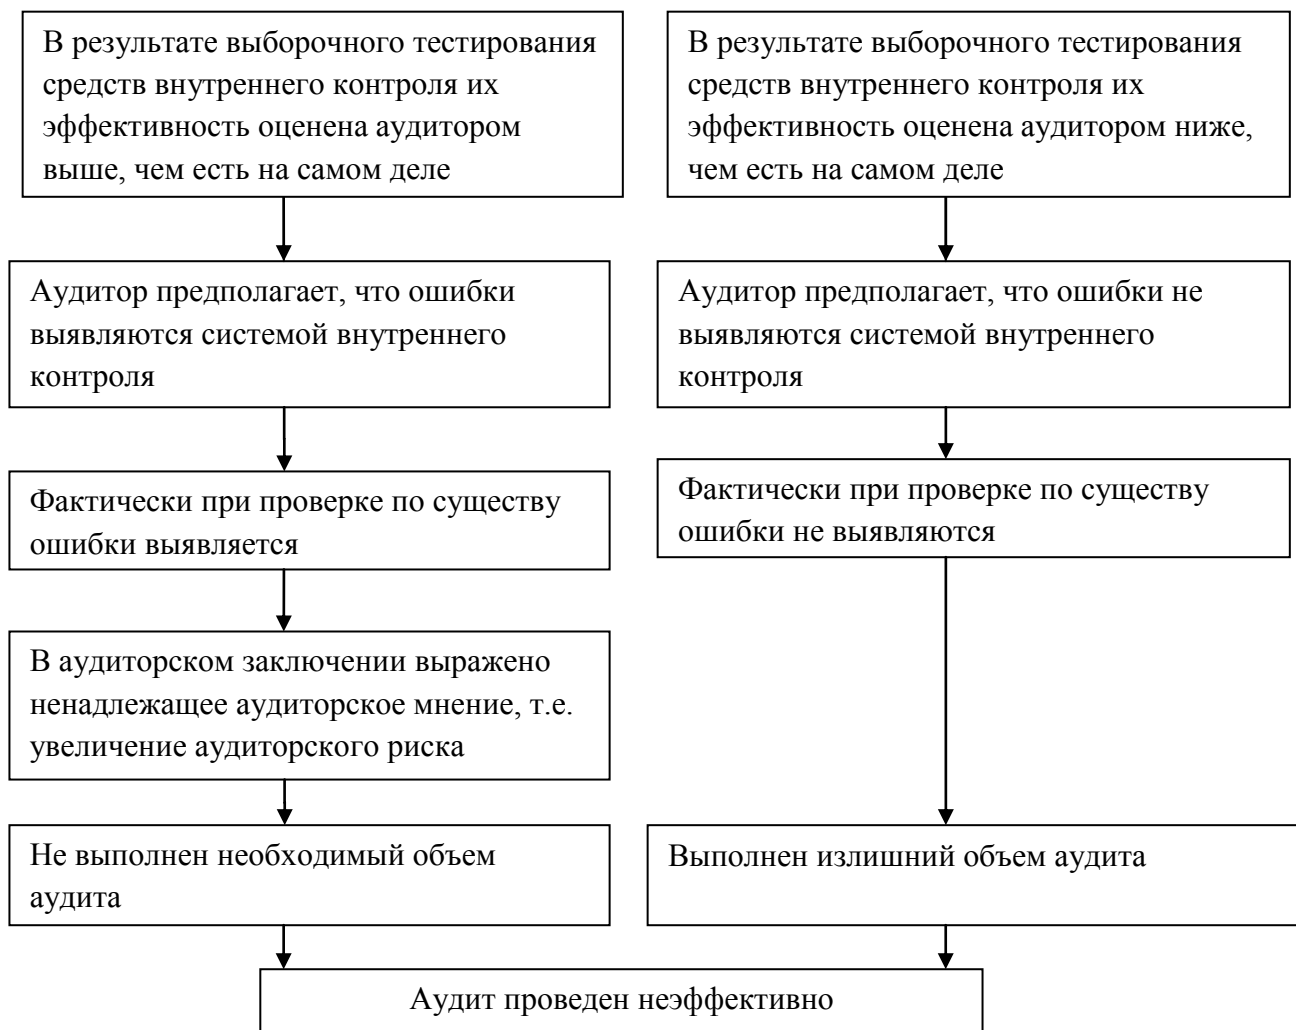 В результате выборочного тестирования
средств внутреннего контроля их
эффективность оценена аудитором
выше, чем есть на самом деле
В результате выборочного тестирования
средств внутреннего контроля их
эффективность оценена аудитором ниже,
чем есть на самом деле
Аудитор предполагает, что ошибки
выявляются системой внутреннего
контроля
Аудитор предполагает, что ошибки не
выявляются системой внутреннего
контроля
Фактически при проверке по существу
ошибки выявляется
Фактически при проверке по существу
ошибки не выявляются
В аудиторском заключении выражено
ненадлежащее аудиторское мнение, т.е.
увеличение аудиторского риска
Не выполнен необходимый объем
аудита
Выполнен излишний объем аудита
Аудит проведен неэффективно